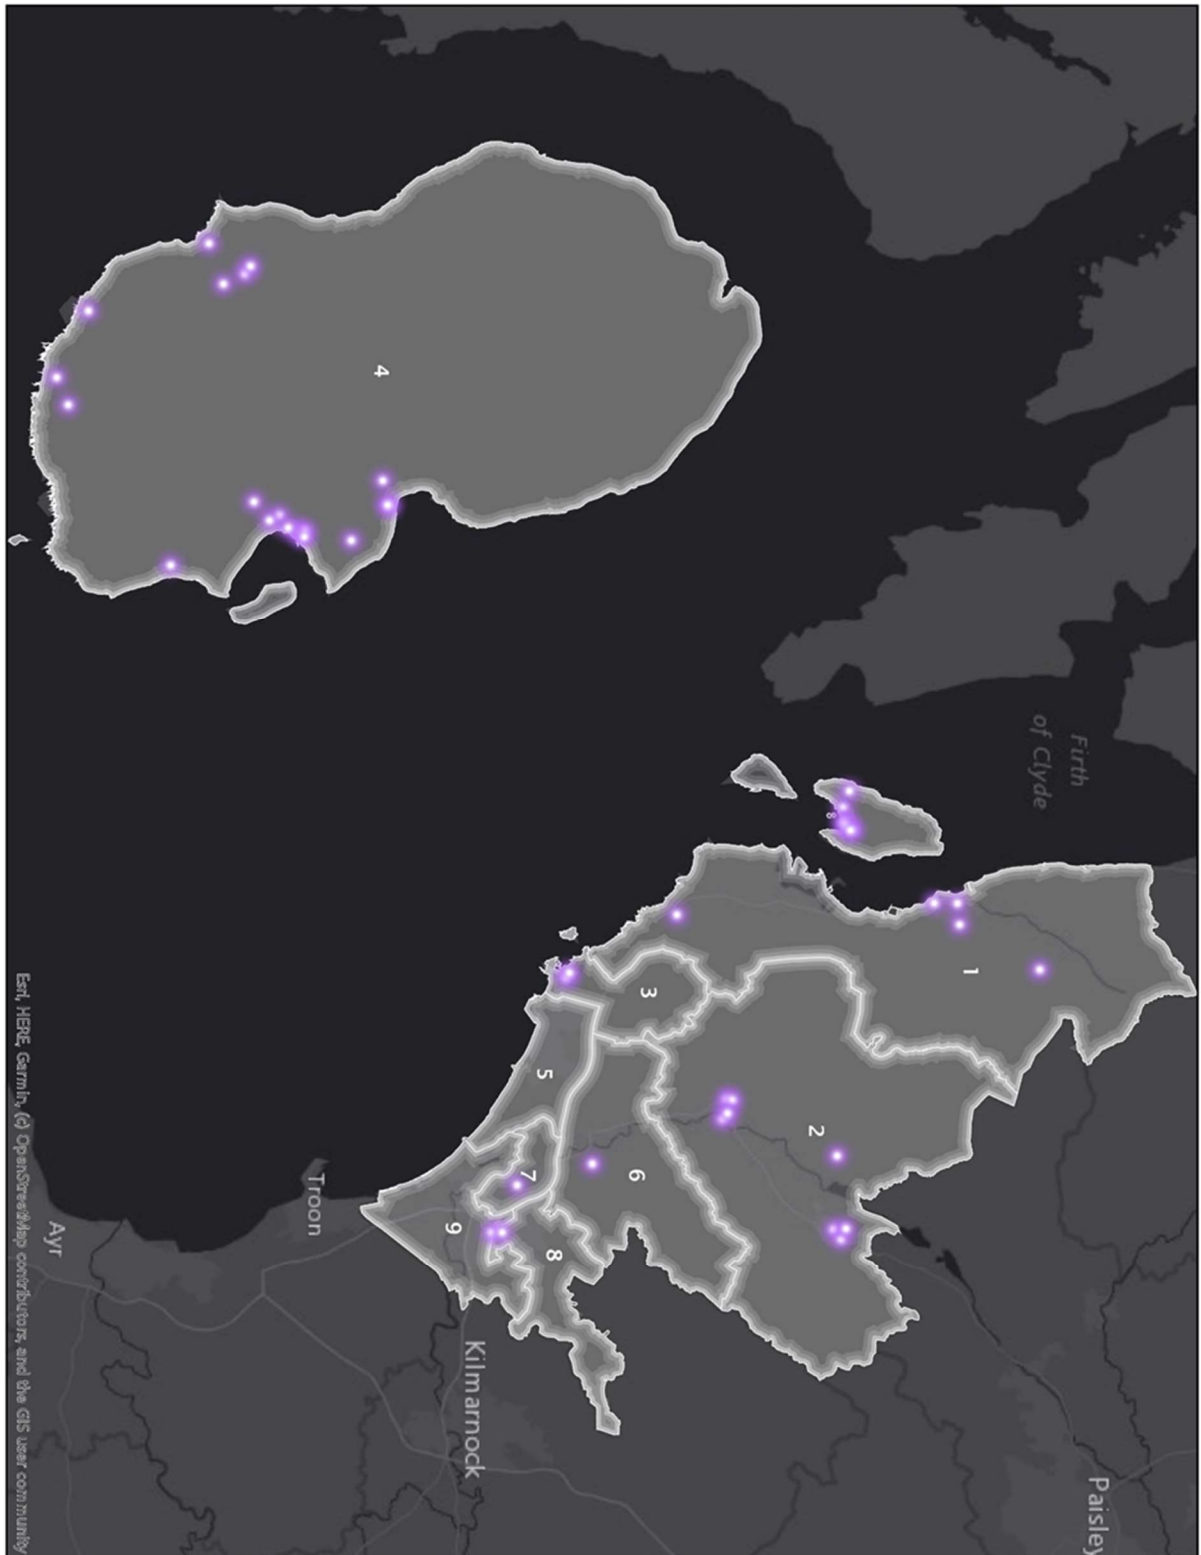 Firth
of Clyde
Paisley
Kilmarnock
Troon
Ayr
1
2
3
4
5
6
7
8
9
8
Esri, HERE, Garmin, (c) OpenStreetMap contributors, and the GIS user community